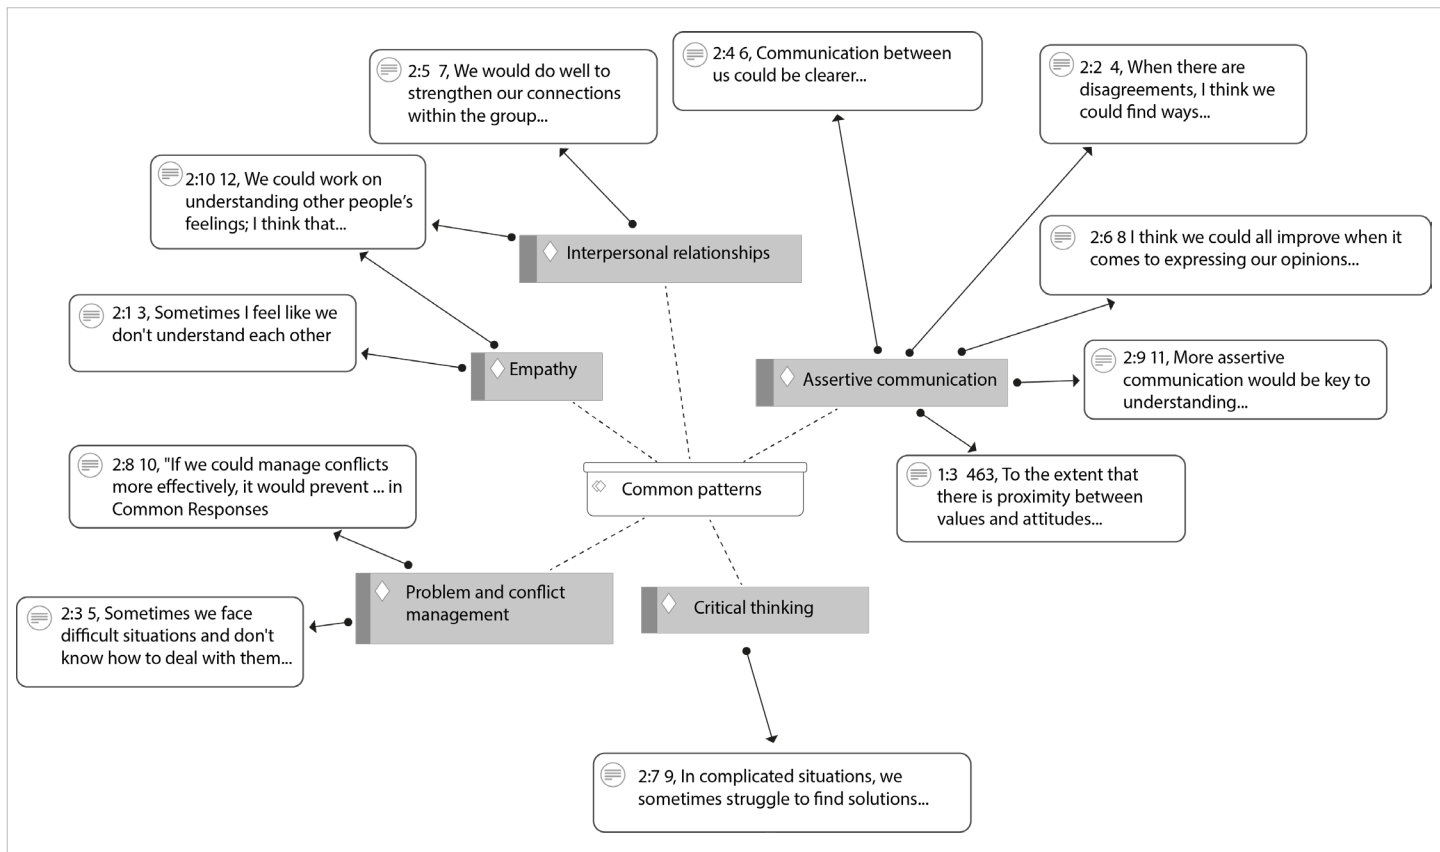 2:4 6, Communication between
us could be clearer...
2:5 7, We would do well to
strengthen our connections
within the group...
2:2 4, When there are
disagreements, I think we
could find ways...
2:10 12, We could work on
understanding other people’s
feelings; I think that...
Interpersonal relationships
2:6 8 I think we could all improve when it
comes to expressing our opinions...
2:1 3, Sometimes I feel like we
don't understand each other
Empathy
Assertive communication
2:9 11, More assertive
communication would be key to
understanding...
2:8 10, "If we could manage conflicts
more effectively, it would prevent ... in
Common Responses
Common patterns
1:3 463, To the extent that
there is proximity between
values and attitudes...
Problem and conflict
management
Critical thinking
2:3 5, Sometimes we face
difficult situations and don't
know how to deal with them...
2:7 9, In complicated situations, we
sometimes struggle to find solutions...